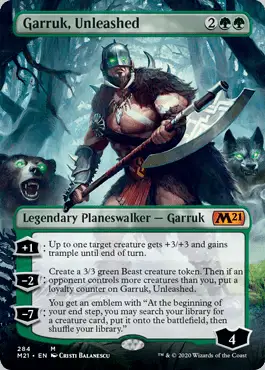 Garruk, Unleashed 2
Legendary Planeswalker — Garruk M21
+1: Up to one target creature gets +3/+3 and gains
trample until end of turn.
Create a 3/3 green Beast creature token. Then if an
−2: opponent controls more creatures than you, put a
loyalty counter on Garruk, Unleashed.
You get an emblem with “At the beginning of
−7: your end step, you may search your library for
a creature card, put it onto the battlefield, then
shuffle your library.”
4
284 M
M21 • EN Cresti Balanescu ™ & © 2020 Wizards of the Coast